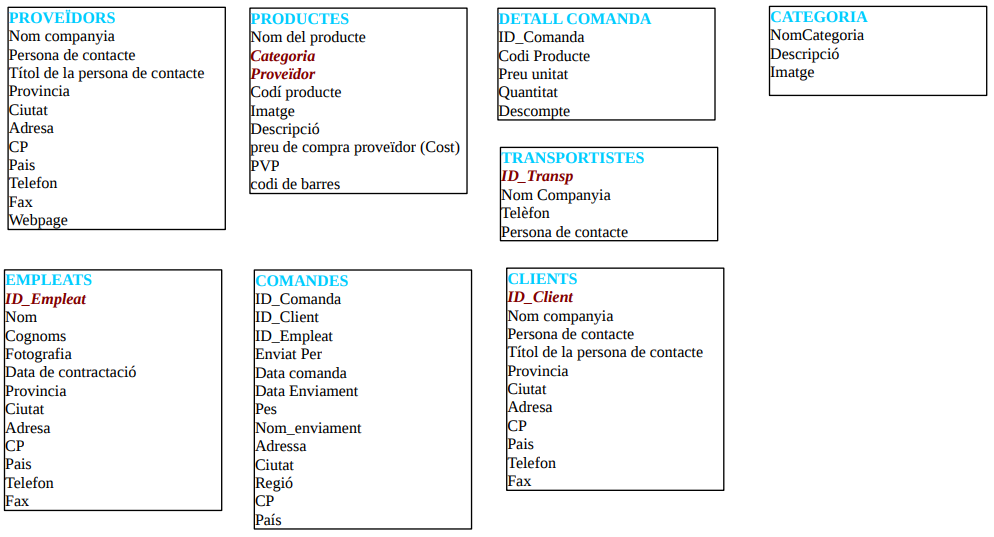 PROVEÏDORS
Nom companyia
Persona de contacte
Títol de la persona de contacte
Provincia
Ciutat
Adresa
CP
Pais
Telefon
Fax
Webpage
PRODUCTES
Nom del producte
Categoria
Proveïdor
Codí producte
Imatge
Descripció
preu de compra proveïdor (Cost)
PVP
codi de barres
DETALL COMANDA
ID_Comanda
Codi Producte
Preu unitat
Quantitat
Descompte
CATEGORIA
NomCategoria
Descripció
Imatge
TRANSPORTISTES
ID_Transp
Nom Companyia
Telèfon
Persona de contacte
EMPLEATS
ID_Empleat
Nom
Cognoms
Fotografia
Data de contractació
Provincia
Ciutat
Adresa
CP
Pais
Telefon
Fax
COMANDES
ID_Comanda
ID_Client
ID_Empleat
Enviat Per
Data comanda
Data Enviament
Pes
Nom_enviament
Adressa
Ciutat
Regió
CP
País
CLIENTS
ID_Client
Nom companyia
Persona de contacte
Títol de la persona de contacte
Provincia
Ciutat
Adresa
CP
Pais
Telefon
Fax